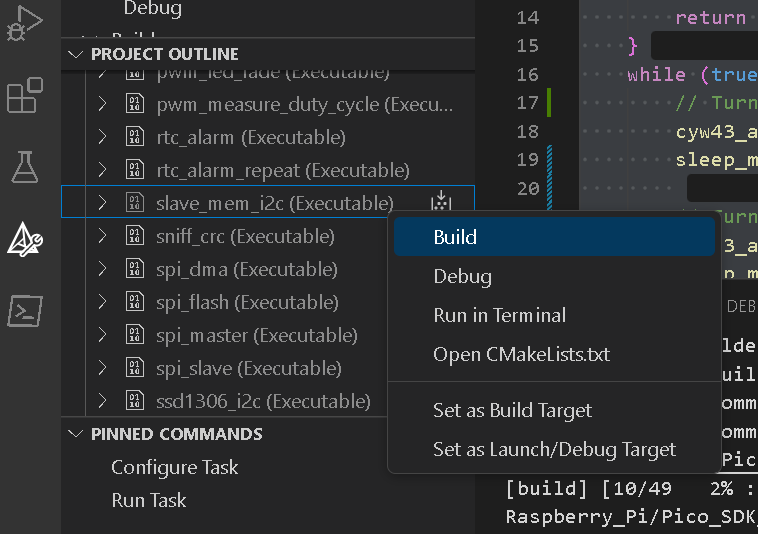 Debug
PROJECT OUTLINE
pwm_led_fade (Executable)
pwm_measure_duty_cycle (Execu...
rtc_alarm (Executable)
rtc_alarm_repeat (Executable)
slave_mem_i2c (Executable)
sniff_crc (Executable)
spi_dma (Executable)
spi_flash (Executable)
spi_master (Executable)
spi_slave (Executable)
ssd1306_i2c (Executable)
PINNED COMMANDS
Configure Task
Run Task
Build
Debug
Run in Terminal
Open CMakeLists.txt
Set as Build Target
Set as Launch/Debug Target
14 return
15 }
16 while (true
17 // Turn
18 cyw43_a
19 sleep_m
20
Turn
3_a
p_m
DEB
lde
uil
omm
omm
Pic
[build] [10/49 2% :
Raspberry_Pi/Pico_SDK_